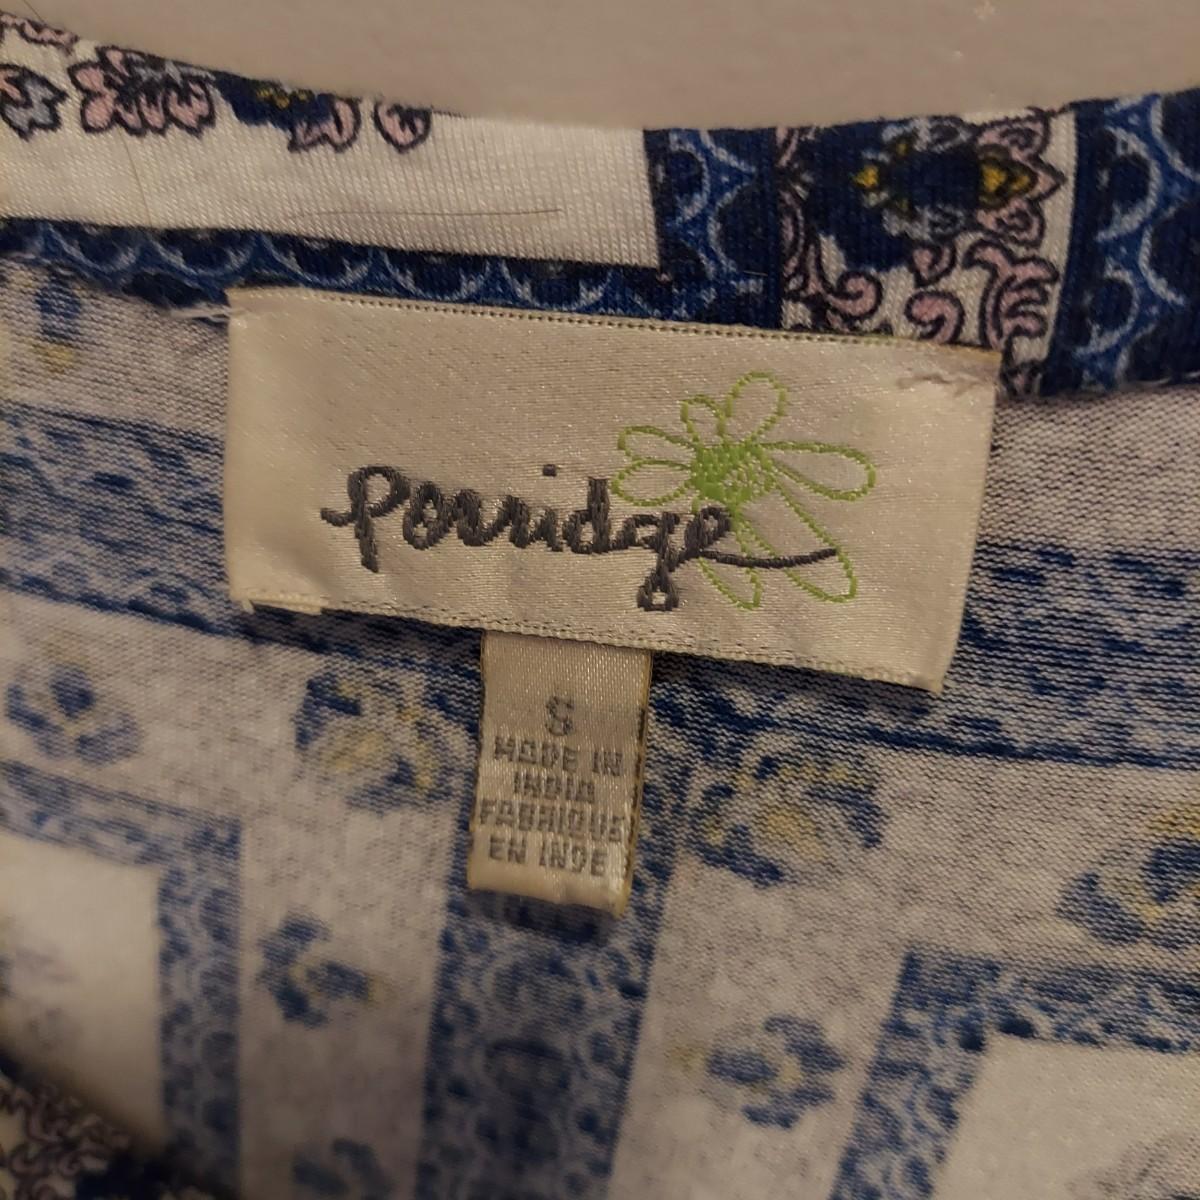 Porridge
S
MADE IN
INDIA
FABRIQUE
EN INDE